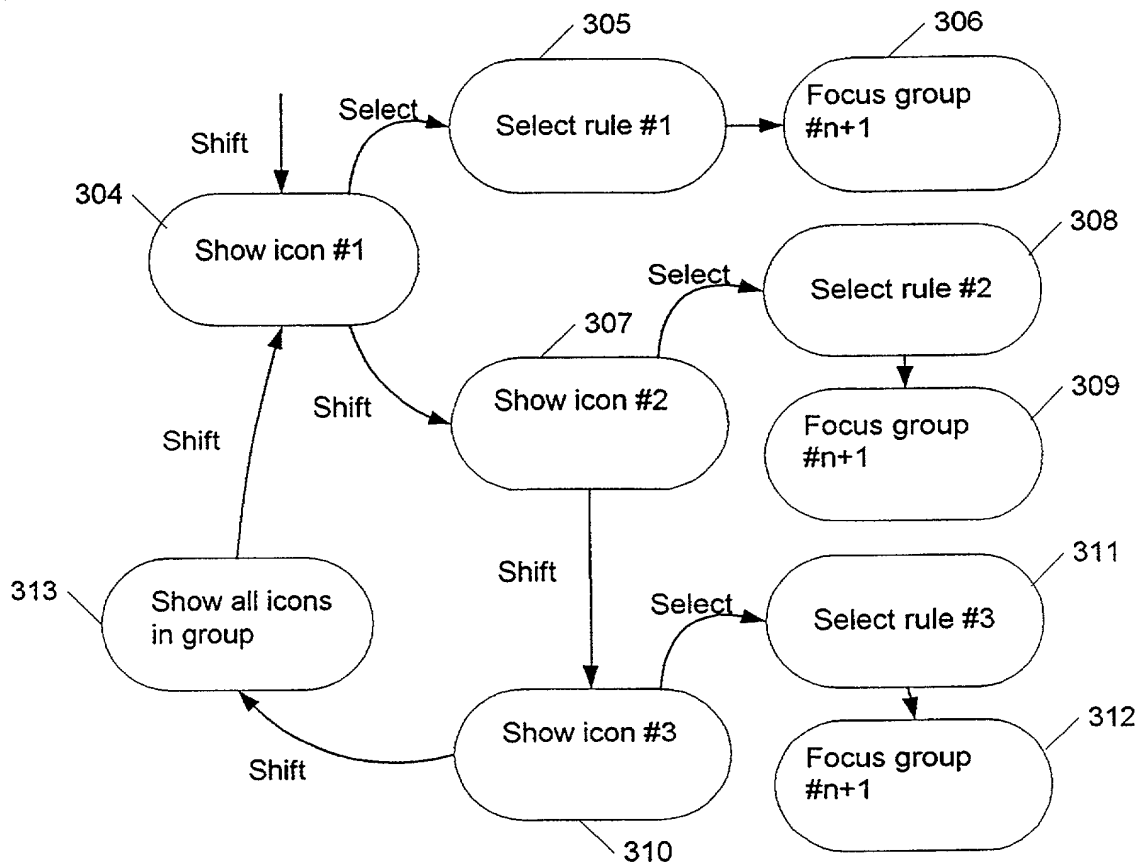 305
306
Select
Select rule #1
Focus group
#n+1
Shift
304
Show icon #1
308
Select
Select rule #2
307
Shift
Show icon #2
309
Focus group
#n+1
Shift
311
Shift
313
Show all icons
in group
Select
Select rule #3
312
Show icon #3
Focus group
#n+1
Shift
310